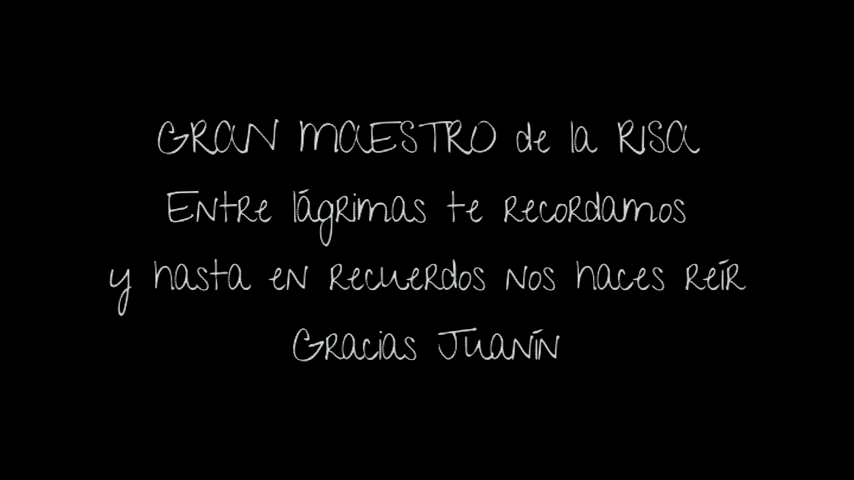 GRAN MAESTRO de la RISA
Entre lágrimas te recordamos
y hasta en recuerdos nos haces reír
Gracias Juanín